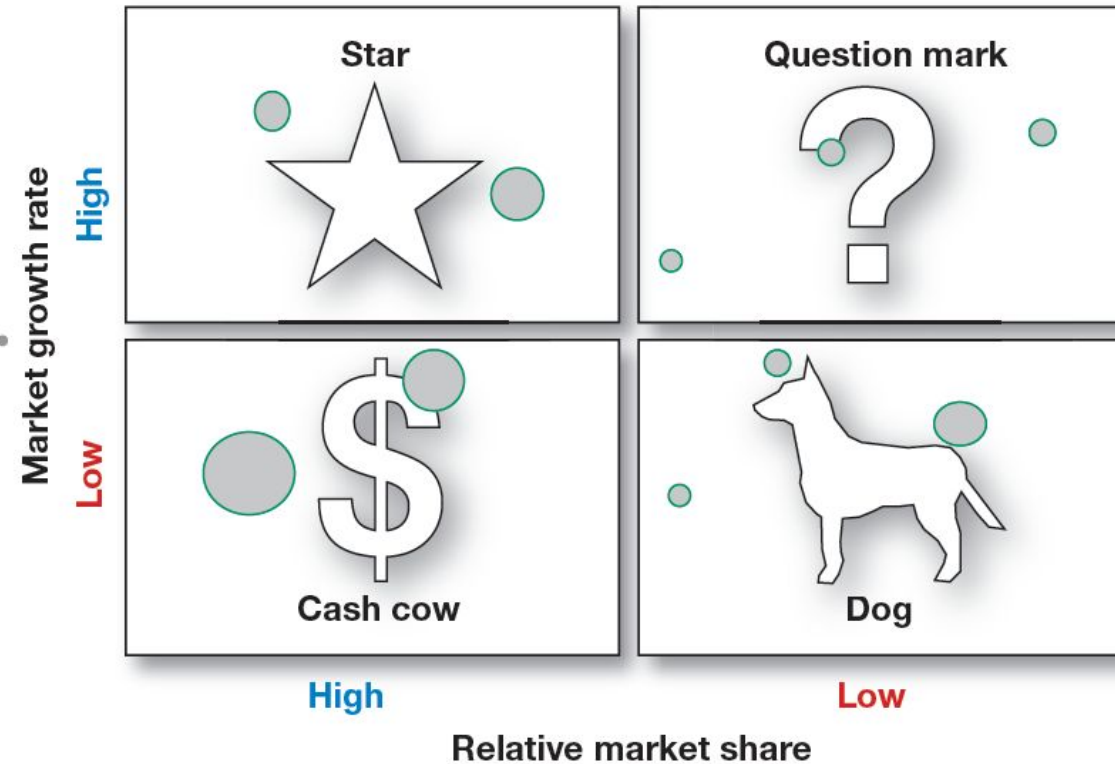 Star
Question mark
Market growth rate
High
Low
Cash cow
Dog
High
Low
Relative market share